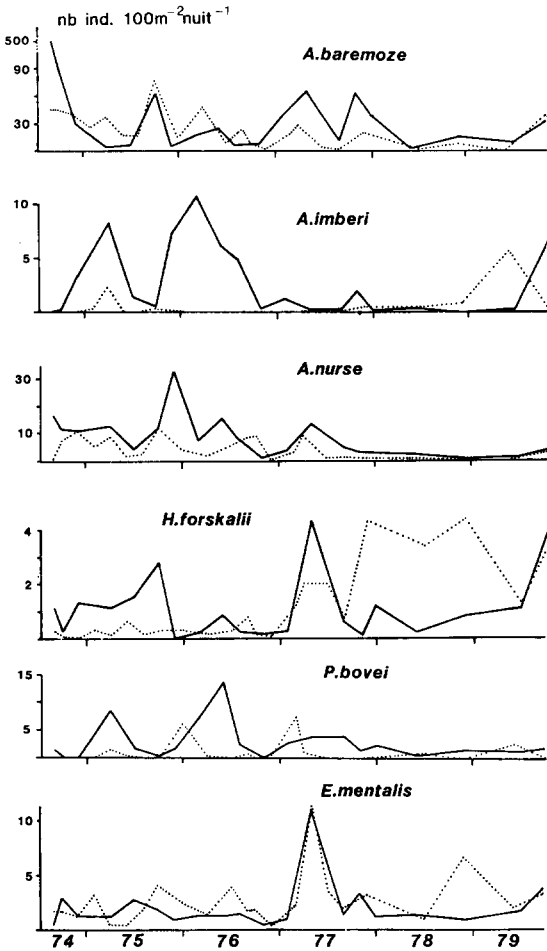 nb ind. 100m⁻²nuit⁻¹
A.baremoze
500
90
30
A.imberi
10
5
A.nurse
30
10
H.forskalii
4
2
P.bovei
15
5
E.mentalis
10
5
74 75 76 77 78 79